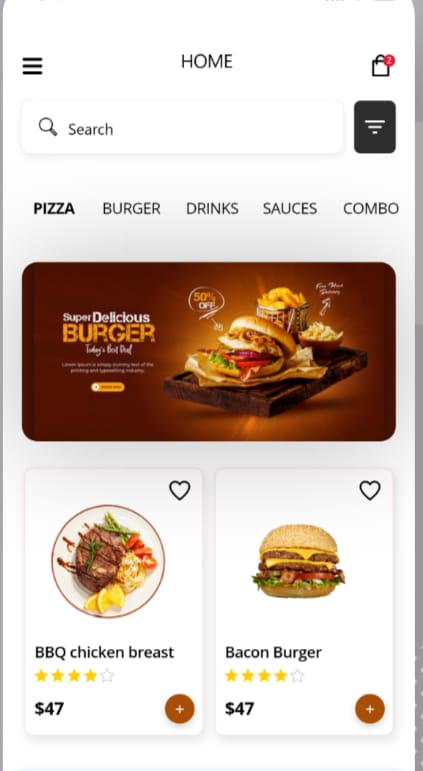 HOME
2
Search
PIZZA BURGER DRINKS SAUCES COMBO
50%
OFF
Super Delicious
BURGER
Today's Best Deal
Lorem Ipsum is simply dummy text of the
printing and typesetting industry.
BBQ chicken breast
$47
+
Bacon Burger
$47
+